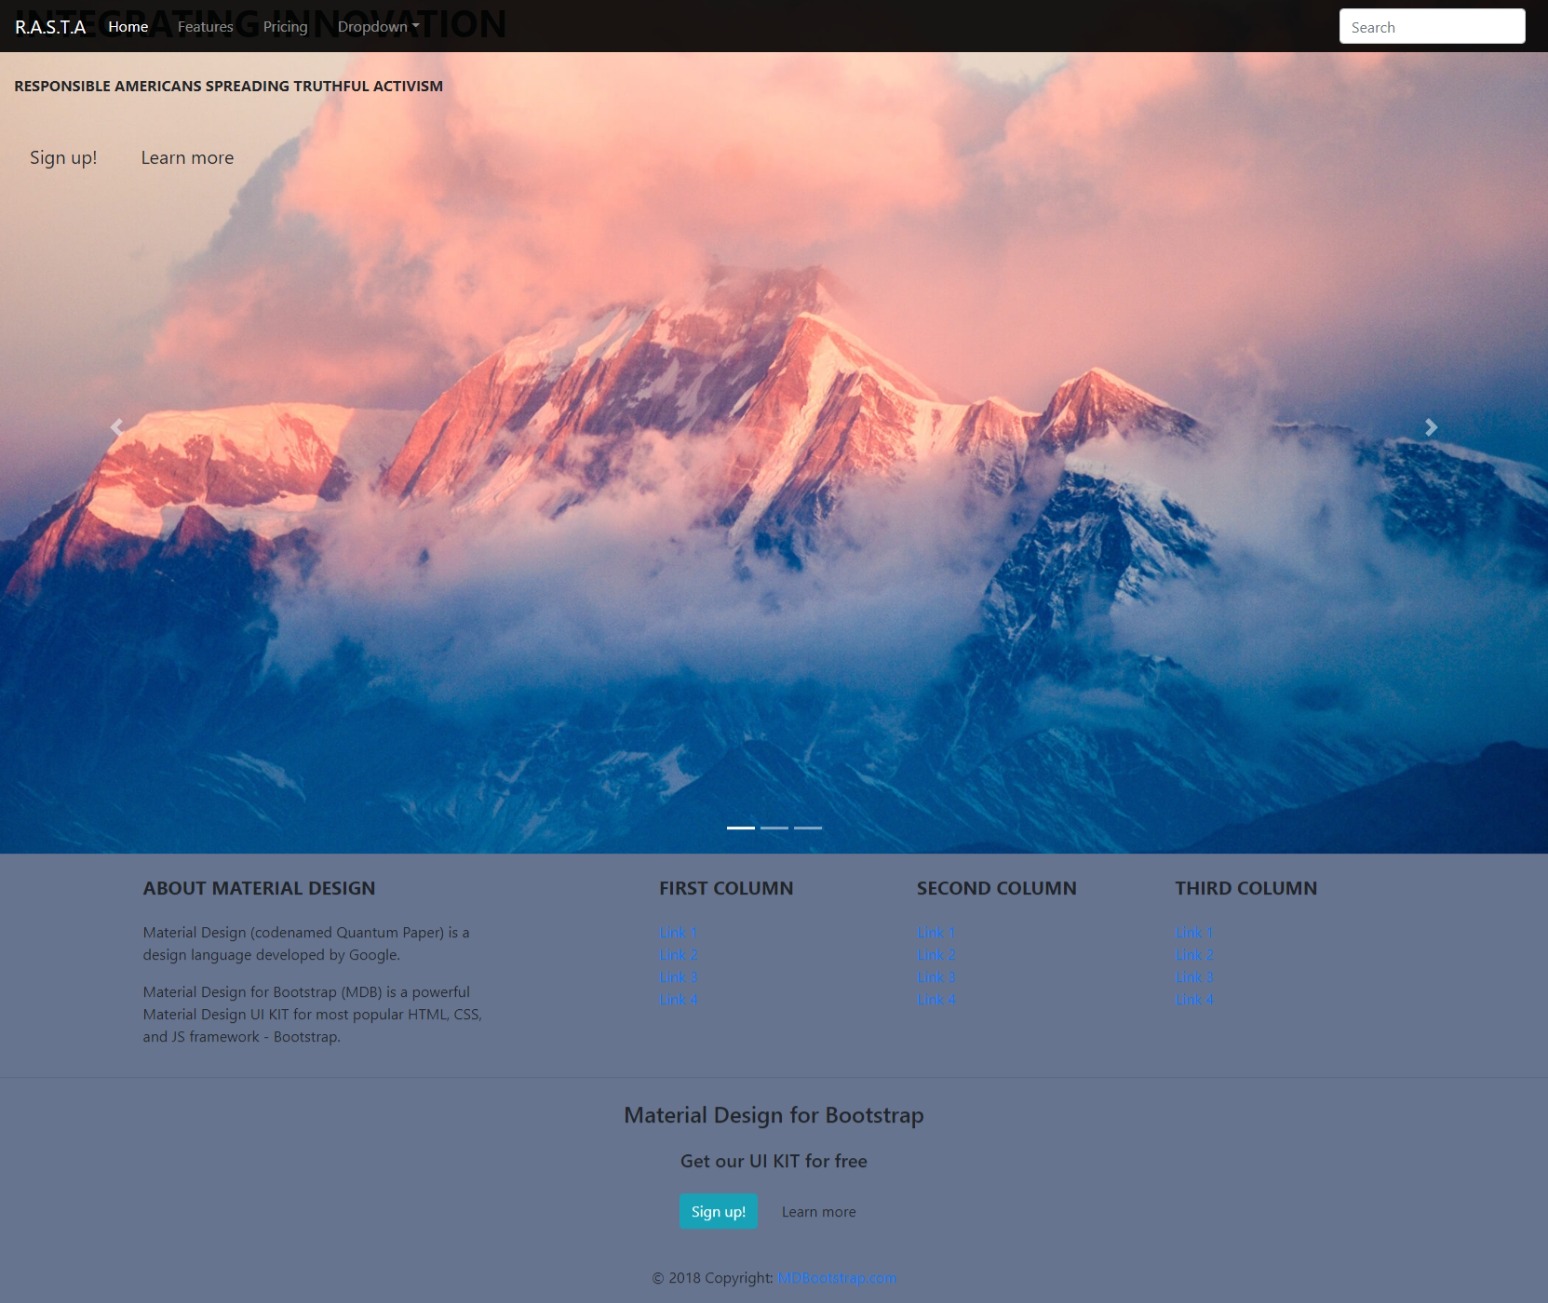 INTEGRATING INNOVATION
R.A.S.T.A Home Features Pricing Dropdown Search
RESPONSIBLE AMERICANS SPREADING TRUTHFUL ACTIVISM
Sign up! Learn more
ABOUT MATERIAL DESIGN
Material Design (codenamed Quantum Paper) is a
design language developed by Google.
Material Design for Bootstrap (MDB) is a powerful
Material Design UI KIT for most popular HTML, CSS,
and JS framework - Bootstrap.
FIRST COLUMN
Link 1
Link 2
Link 3
Link 4
SECOND COLUMN
Link 1
Link 2
Link 3
Link 4
THIRD COLUMN
Link 1
Link 2
Link 3
Link 4
Material Design for Bootstrap
Get our UI KIT for free
Sign up! Learn more
© 2018 Copyright: MDBootstrap.com